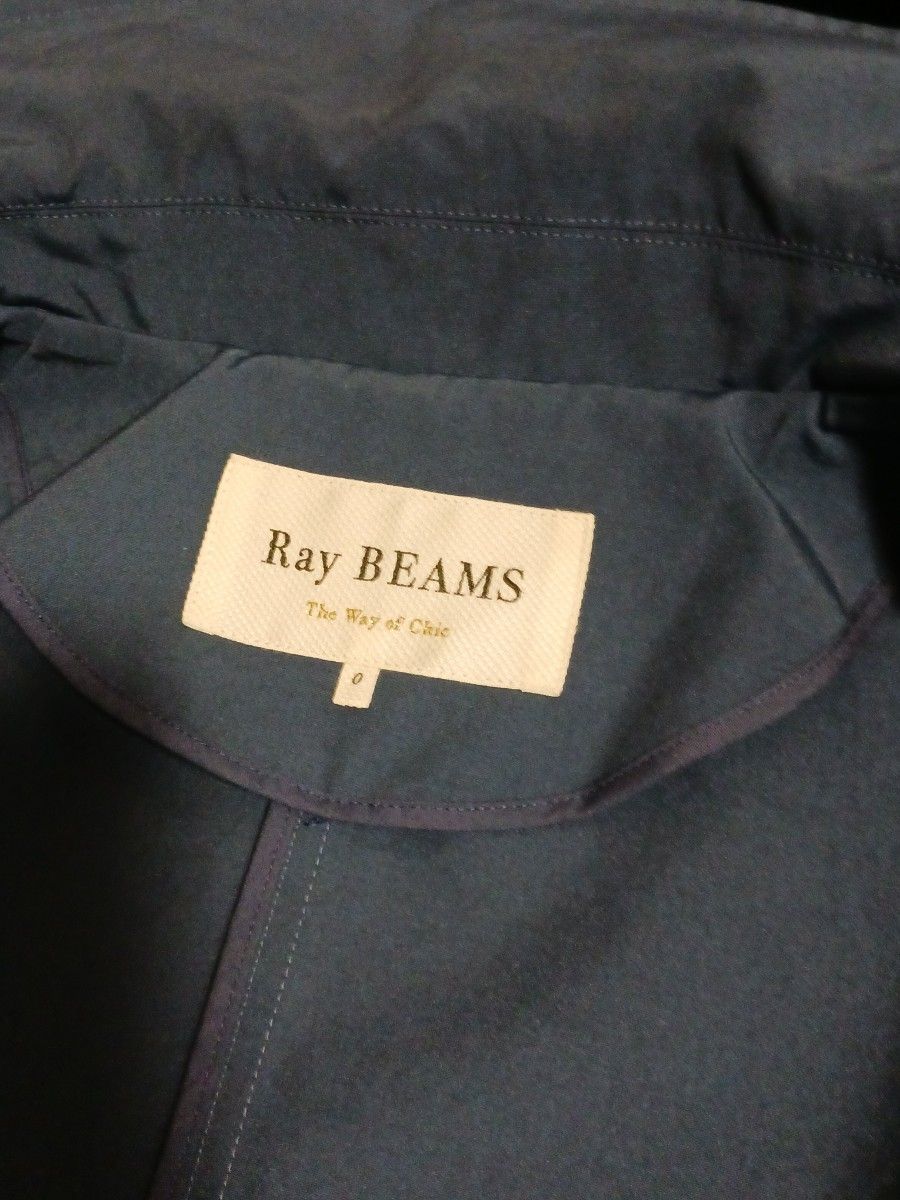 Ray BEAMS
The Way of Chic
0